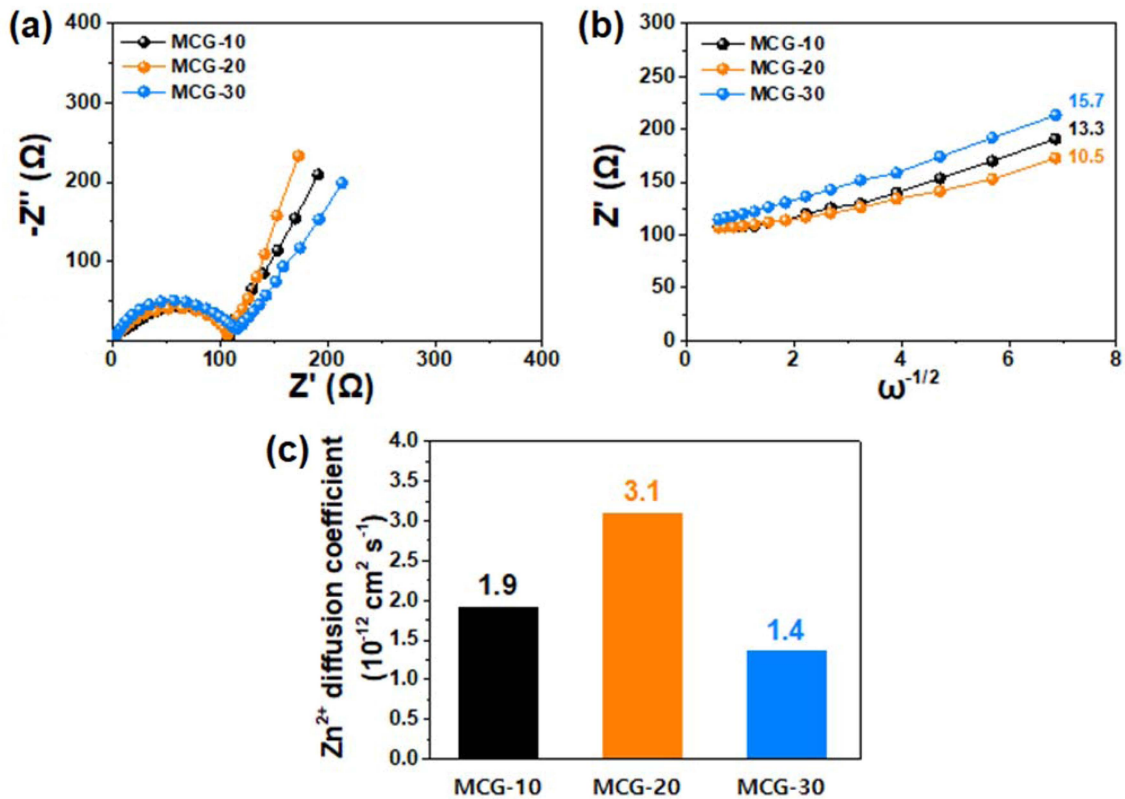 (a)
MCG-10
MCG-20
MCG-30
400
300
200
100
-Z'' (Ω)
0
100
200
300
400
Z' (Ω)
(b)
MCG-10
MCG-20
MCG-30
300
250
200
150
100
50
0
Z' (Ω)
15.7
13.3
10.5
0
2
4
6
8
ω⁻¹/²
(c)
Zn²⁺ diffusion coefficient
(10⁻¹² cm² s⁻¹)
4.0
3.5
3.0
2.5
2.0
1.5
1.0
0.5
0.0
1.9
3.1
1.4
MCG-10
MCG-20
MCG-30